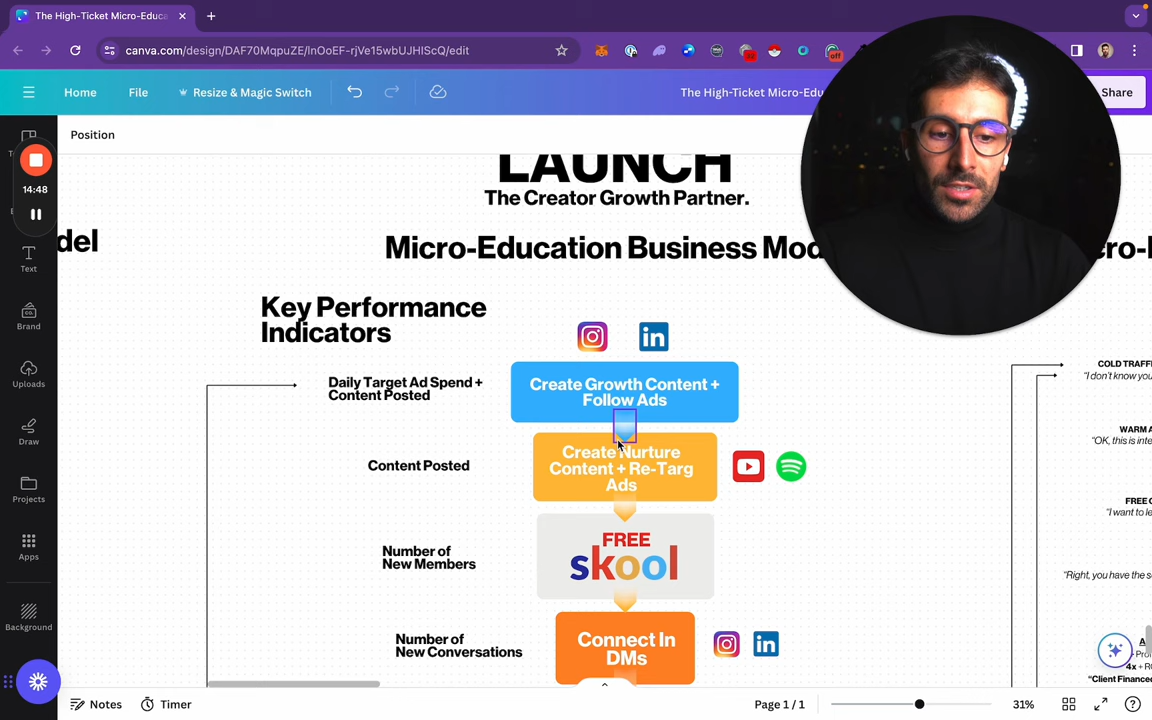 The High-Ticket Micro-Educa
canva.com/design/DAF70MqpuZE/InOoEF-rjVe15wbUJHIScQ/edit
off
Home
File
Resize & Magic Switch
The High-Ticket Micro-Edu
Share
Position
14:48
Text
Brand
Uploads
Draw
Projects
Apps
Background
LAUNCH
The Creator Growth Partner.
del
Micro-Education Business Mod
cro-
Key Performance
Indicators
Daily Target Ad Spend +
Content Posted
Create Growth Content +
Follow Ads
Content Posted
Create Nurture
Content + Re-Targ
Ads
Number of
New Members
FREE
skool
Number of
New Conversations
Connect In
DMs
COLD TRAFF
"I don't know you
WARM A
"OK, this is inte
FREE C
"I want to le
"Right, you have the s
4x + RO
"Client Finance
Notes
Timer
Page 1 / 1
31%